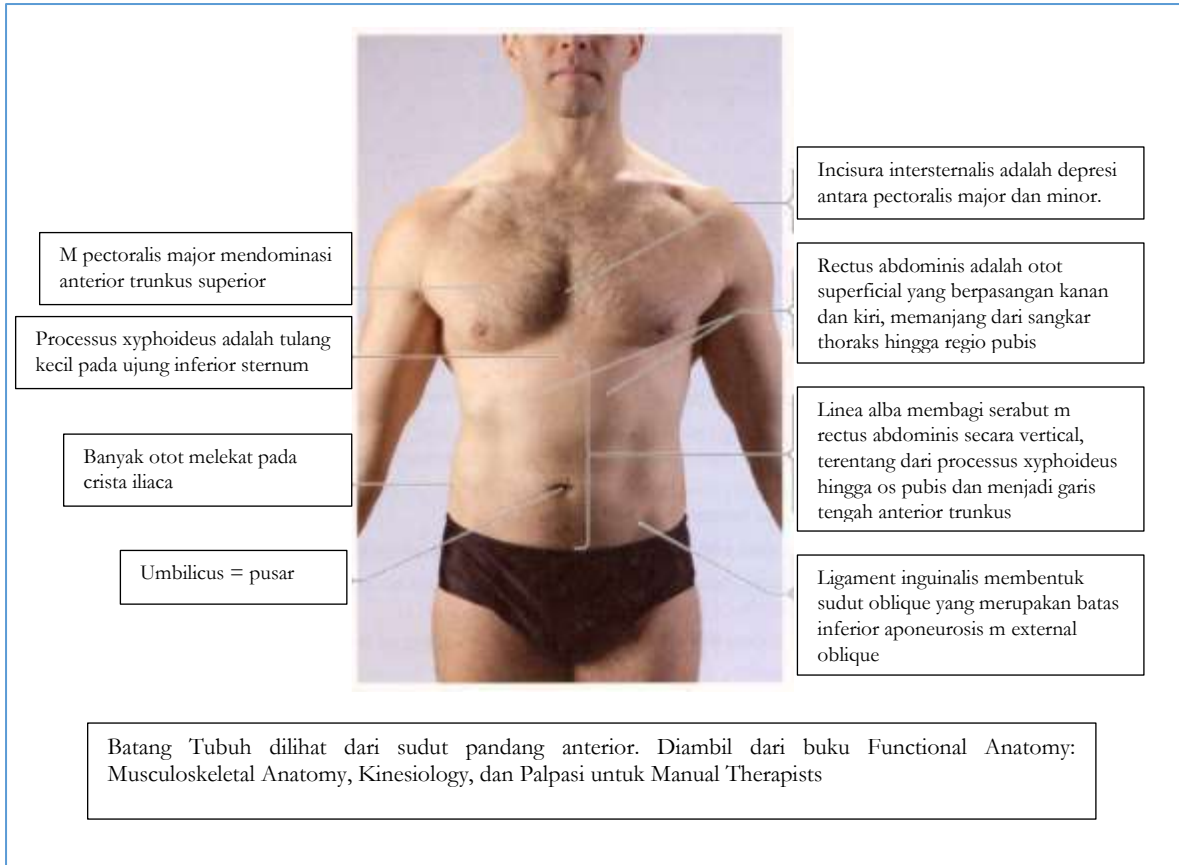 M pectoralis major mendominasi
anterior trunkus superior
Processus xyphoideus adalah tulang
kecil pada ujung inferior sternum
Banyak otot melekat pada
crista iliaca
Umbilicus = pusar
Incisura intersternalis adalah depresi
antara pectoralis major dan minor.
Rectus abdominis adalah otot
superficial yang berpasangan kanan
dan kiri, memanjang dari sangkar
thoraks hingga regio pubis
Linea alba membagi serabut m
rectus abdominis secara vertical,
terentang dari processus xyphoideus
hingga os pubis dan menjadi garis
tengah anterior trunkus
Ligament inguinalis membentuk
sudut oblique yang merupakan batas
inferior aponeurosis m external
oblique
Batang Tubuh dilihat dari sudut pandang anterior. Diambil dari buku Functional Anatomy:
Musculoskeletal Anatomy, Kinesiology, dan Palpasi untuk Manual Therapists